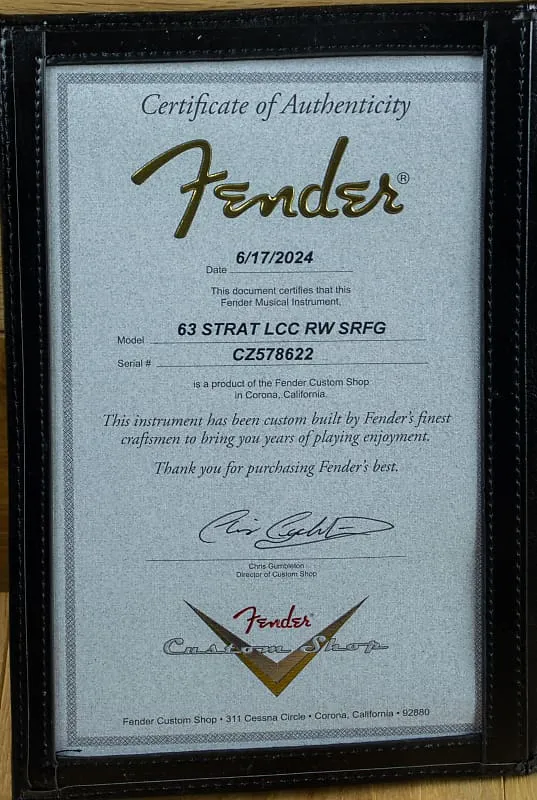 Certificate of Authenticity
Fender®
6/17/2024
Date
This document certifies that this
Fender Musical Instrument,
63 STRAT LCC RW SRFG
Model
CZ578622
Serial #
is a product of the Fender Custom Shop
in Corona, California.
This instrument has been custom built by Fender's finest
craftsmen to bring you years of playing enjoyment.
Thank you for purchasing Fender's best.
Chris Gumbleton
Director of Custom Shop
Fender®
Custom Shop
Fender Custom Shop • 311 Cessna Circle • Corona, California • 92880